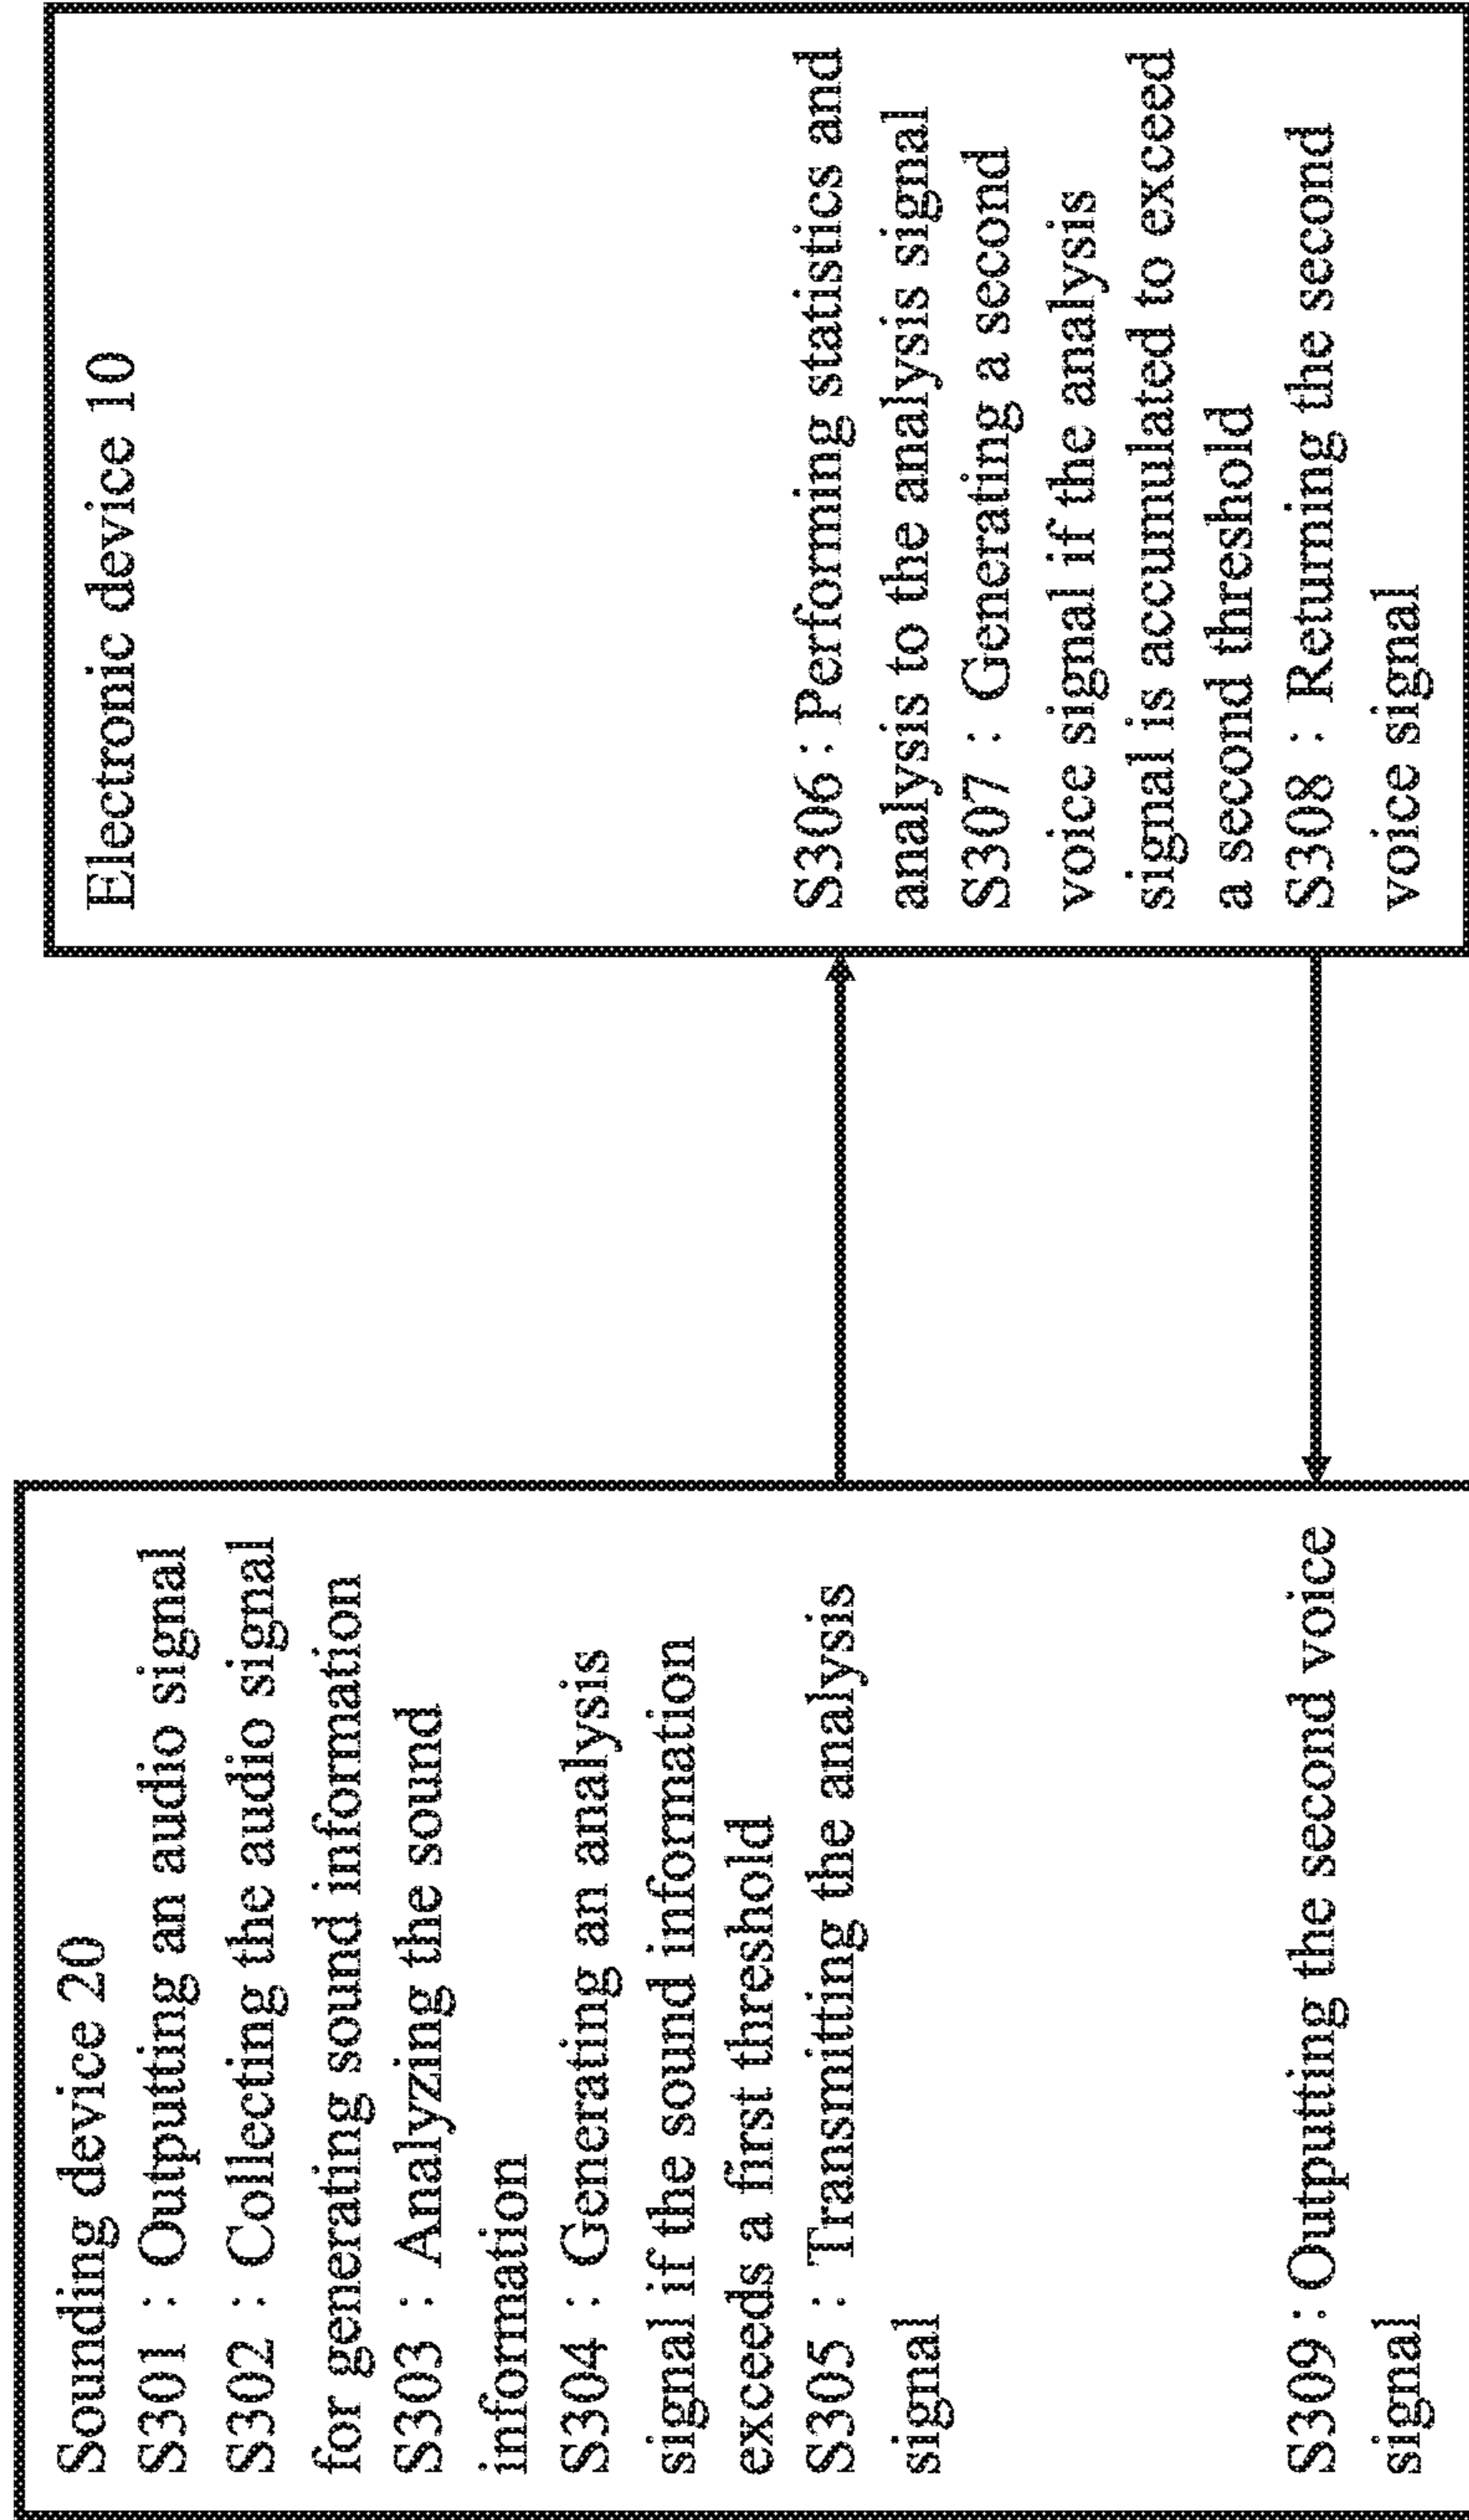 Sounding device 20
S301 : Outputting an audio signal
S302 : Collecting the audio signal
for generating sound information
S303 : Analyzing the sound
information
S304 : Generating an analysis
signal if the sound information
exceeds a first threshold
S305 : Transmitting the analysis
signal
S309 : Outputting the second voice
signal
Electronic device 10
S306 : Performing statistics and
analysis to the analysis signal
S307 : Generating a second
voice signal if the analysis
signal is accumulated to exceed
a second threshold
S308 : Returning the second
voice signal